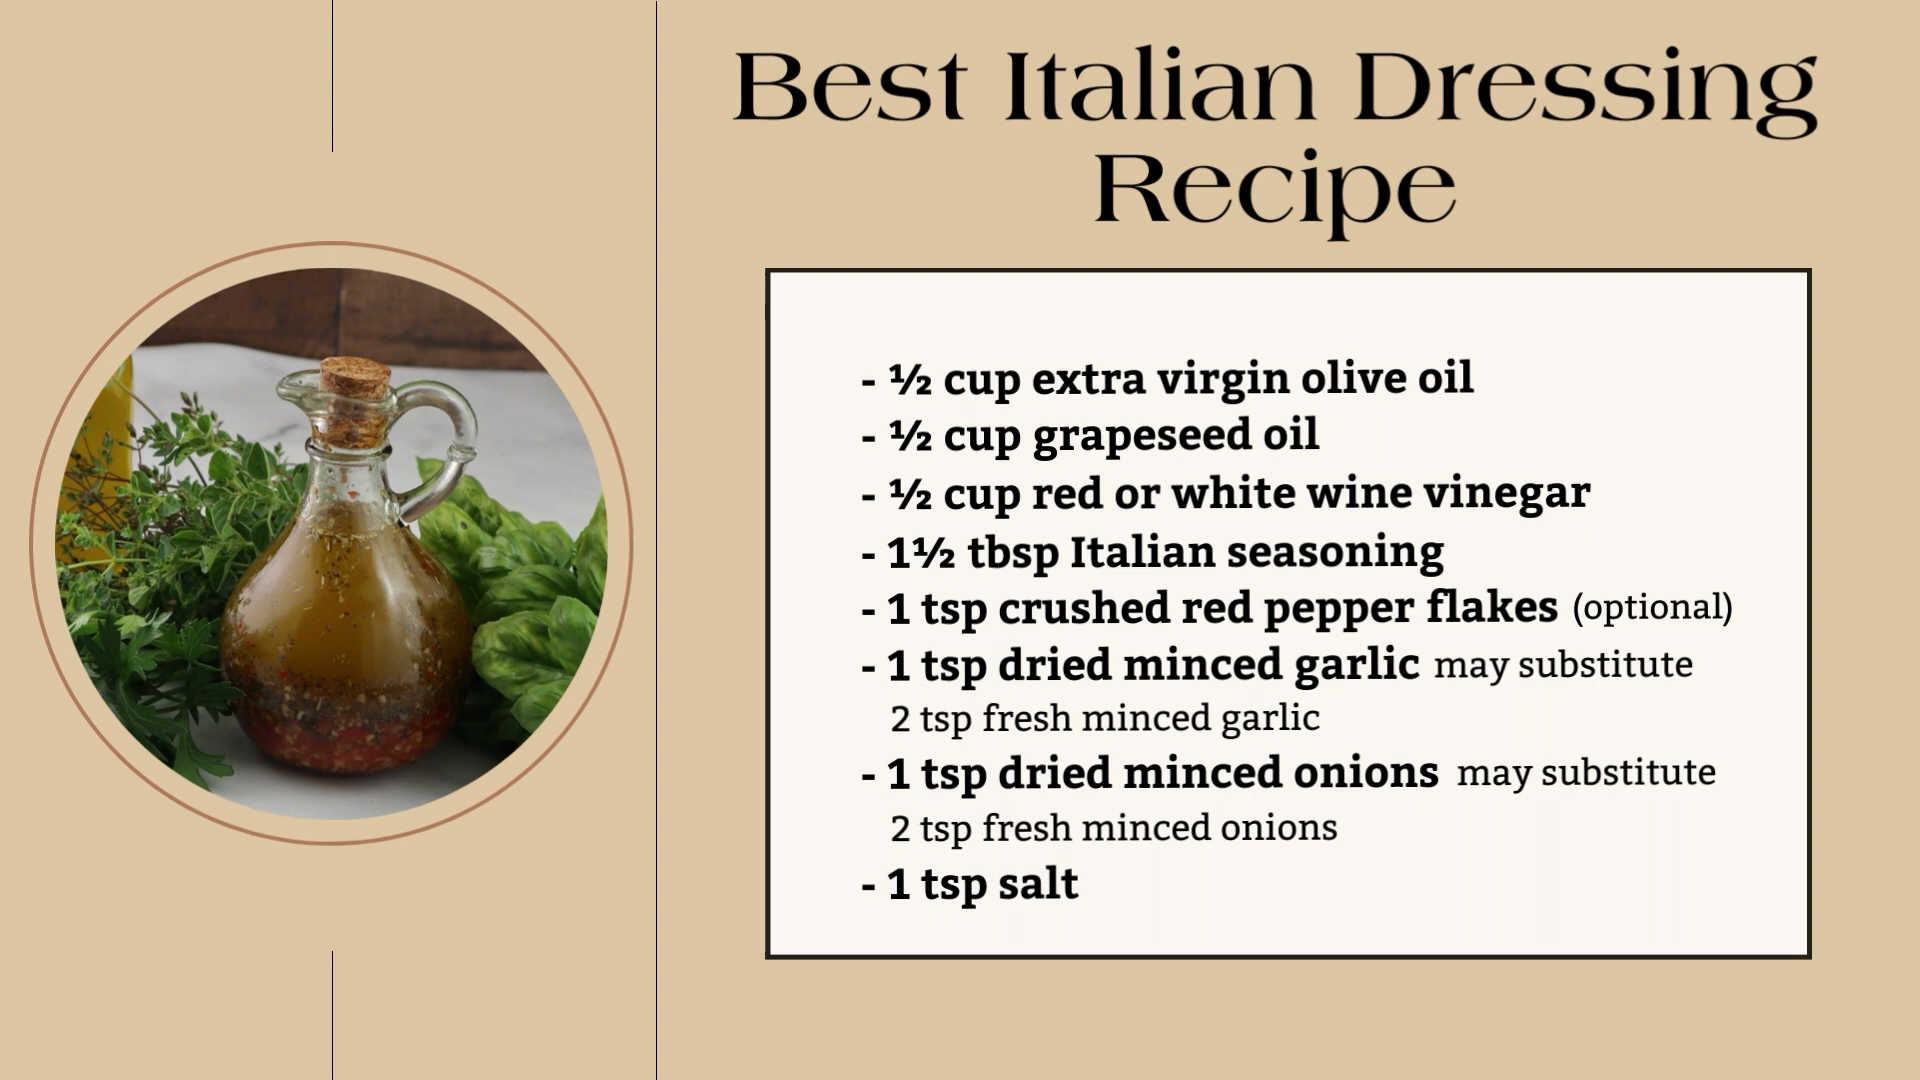 Best Italian Dressing
Recipe
- ½ cup extra virgin olive oil
- ½ cup grapeseed oil
- ½ cup red or white wine vinegar
- 1½ tbsp Italian seasoning
- 1 tsp crushed red pepper flakes (optional)
- 1 tsp dried minced garlic may substitute
2 tsp fresh minced garlic
- 1 tsp dried minced onions may substitute
2 tsp fresh minced onions
- 1 tsp salt